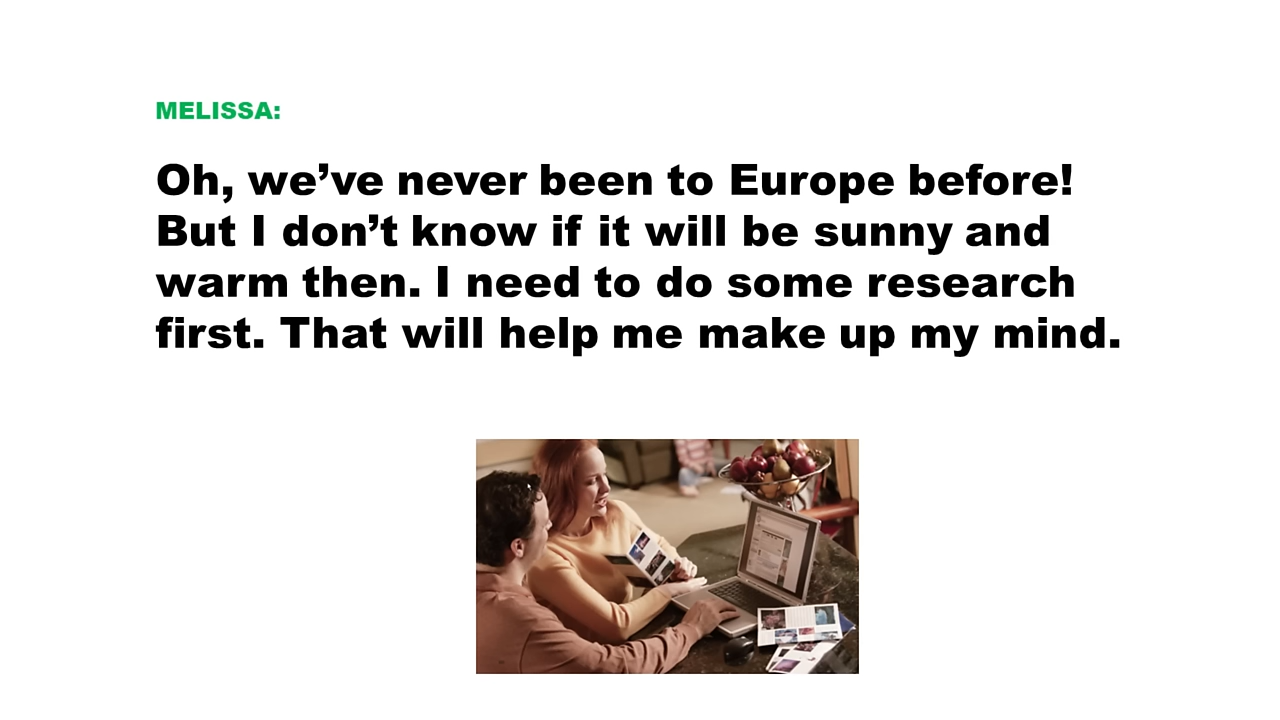 MELISSA:
Oh, we’ve never been to Europe before!
But I don’t know if it will be sunny and
warm then. I need to do some research
first. That will help me make up my mind.